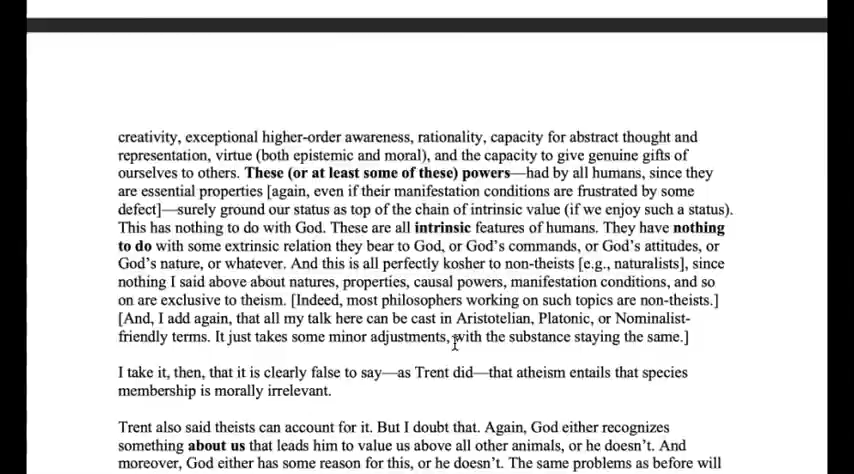 creativity, exceptional higher-order awareness, rationality, capacity for abstract thought and
representation, virtue (both epistemic and moral), and the capacity to give genuine gifts of
ourselves to others. These (or at least some of these) powers—had by all humans, since they
are essential properties [again, even if their manifestation conditions are frustrated by some
defect]—surely ground our status as top of the chain of intrinsic value (if we enjoy such a status).
This has nothing to do with God. These are all intrinsic features of humans. They have nothing
to do with some extrinsic relation they bear to God, or God's commands, or God's attitudes, or
God's nature, or whatever. And this is all perfectly kosher to non-theists [e.g., naturalists], since
nothing I said above about natures, properties, causal powers, manifestation conditions, and so
on are exclusive to theism. [Indeed, most philosophers working on such topics are non-theists.]
[And, I add again, that all my talk here can be cast in Aristotelian, Platonic, or Nominalist-
friendly terms. It just takes some minor adjustments, with the substance staying the same.]
I take it, then, that it is clearly false to say—as Trent did—that atheism entails that species
membership is morally irrelevant.
Trent also said theists can account for it. But I doubt that. Again, God either recognizes
something about us that leads him to value us above all other animals, or he doesn't. And
moreover, God either has some reason for this, or he doesn't. The same problems as before will